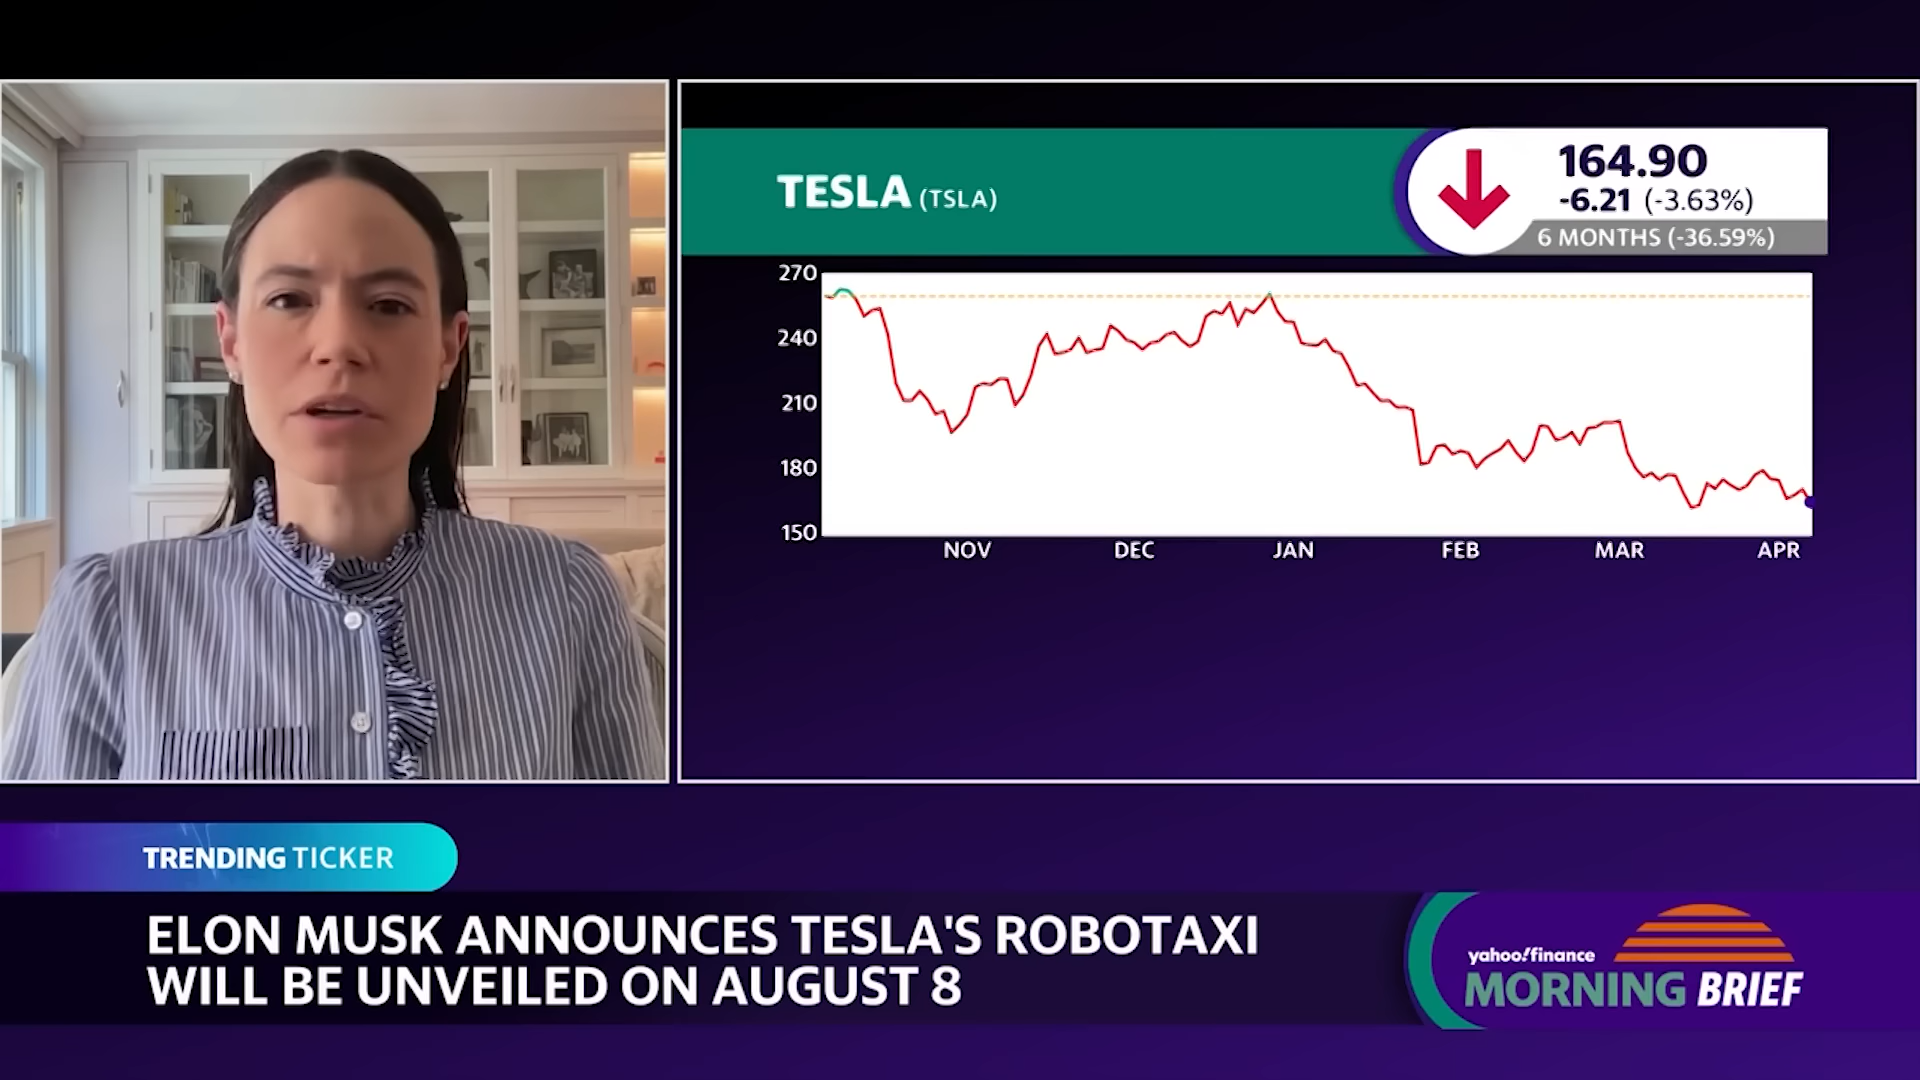 TESLA (TSLA)
164.90
-6.21 (-3.63%)
6 MONTHS (-36.59%)
270
240
210
180
150
NOV DEC JAN FEB MAR APR
TRENDING TICKER
ELON MUSK ANNOUNCES TESLA'S ROBOTAXI
WILL BE UNVEILED ON AUGUST 8
yahoo!finance
MORNING BRIEF